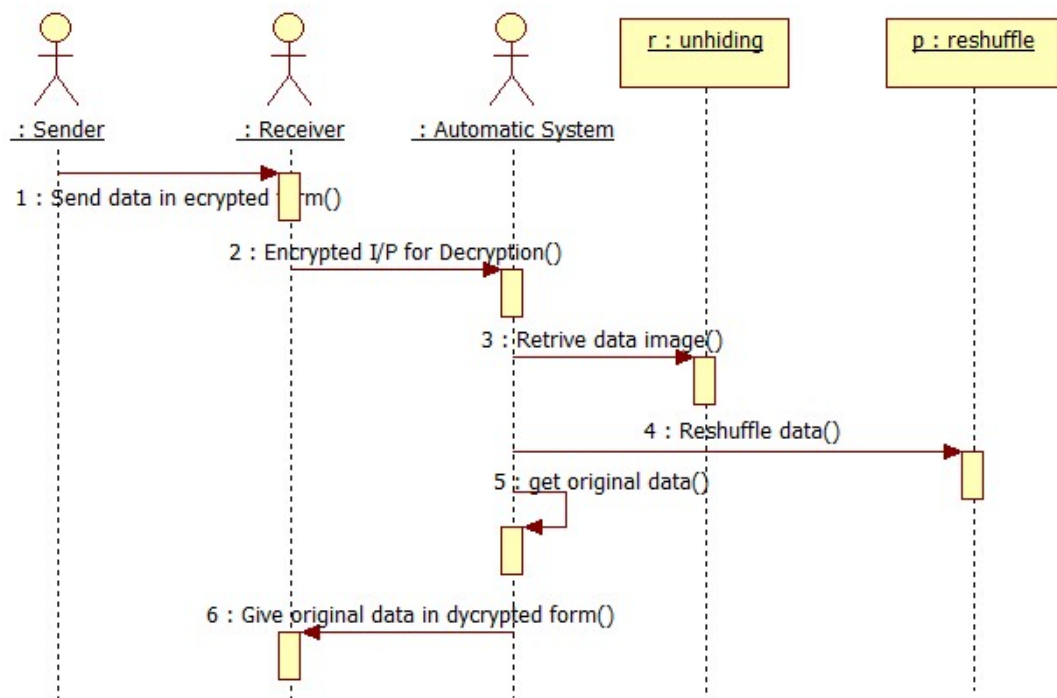 r : unhiding
p : reshuffle
: Sender
: Receiver
: Automatic System
1 : Send data in ecrypted form()
2 : Encrypted I/P for Decryption()
3 : Retrive data image()
4 : Reshuffle data()
5 : get original data()
6 : Give original data in dycrypted form()